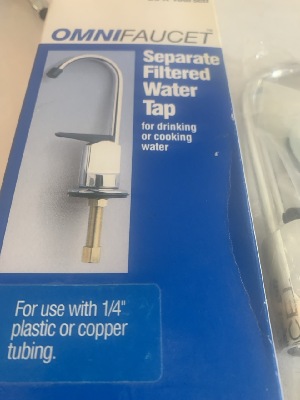 OMNIFAUCET
Separate
Filtered
Water
Tap
for drinking
or cooking
water
For use with 1/4"
plastic or copper
tubing.